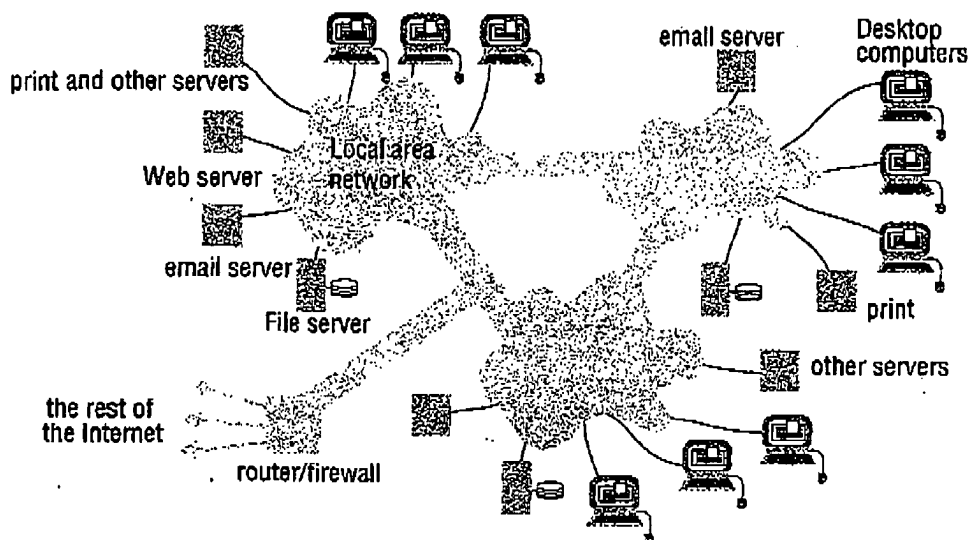 email server
Desktop
computers
print and other servers
Local area
network
Web server
email server
File server
print
other servers
the rest of
the Internet
router/firewall